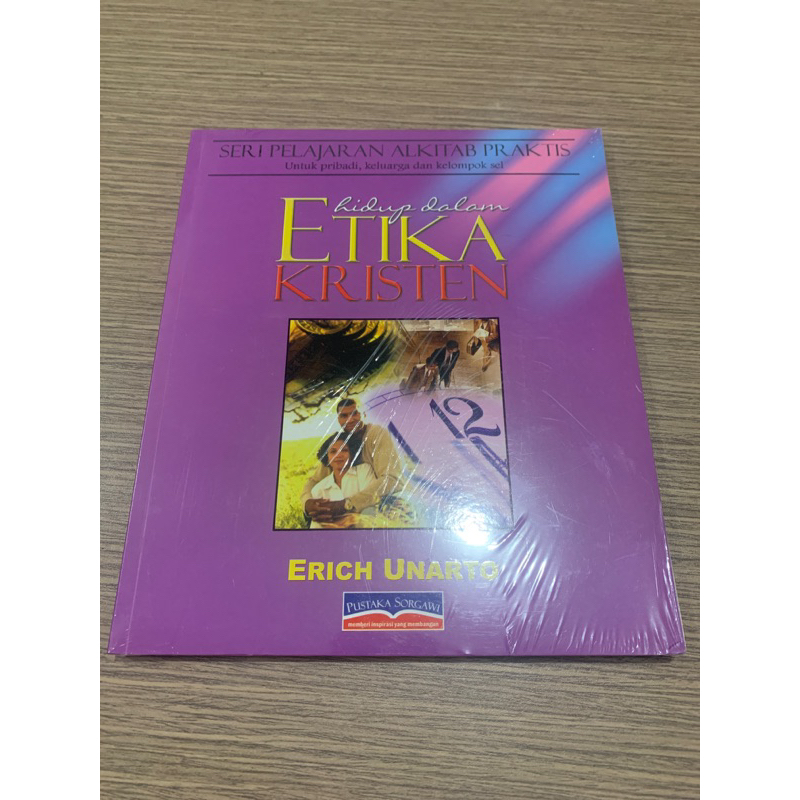 SERI PELAJARAN ALKITAB PRAKTIS
Untuk pribadi, keluarga dan kelompok sel
hidup dalam
ETIKA
KRISTEN
12
ERICH UNARTO
PUSTAKA SORGAWI
memberi inspirasi yang membangun